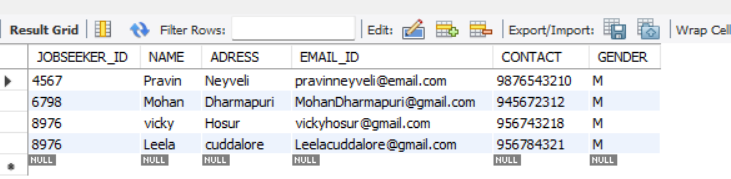 Result Grid Filter Rows: Edit: Export/Import: Wrap Cell
JOBSEEKER_ID NAME ADRESS EMAIL_ID CONTACT GENDER
4567 Pravin Neyveli pravinneyveli@email.com 9876543210 M
6798 Mohan Dharmapuri MohanDharmapuri@gmail.com 945672312 M
8976 vicky Hosur vickyhosur@gmail.com 956743218 M
8976 Leela cuddalore Leelacuddalore@gmail.com 956784321 M
NULL NULL NULL NULL NULL NULL